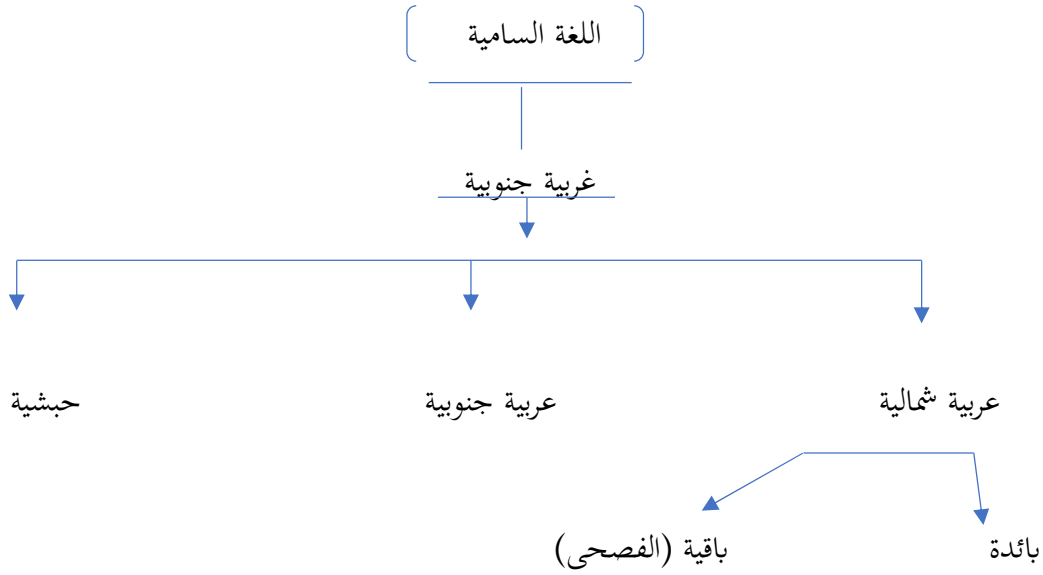 اللغة السامية
غربية جنوبية
عربية شمالية
عربية جنوبية
حبشية
بائدة
باقية (الفصحى)